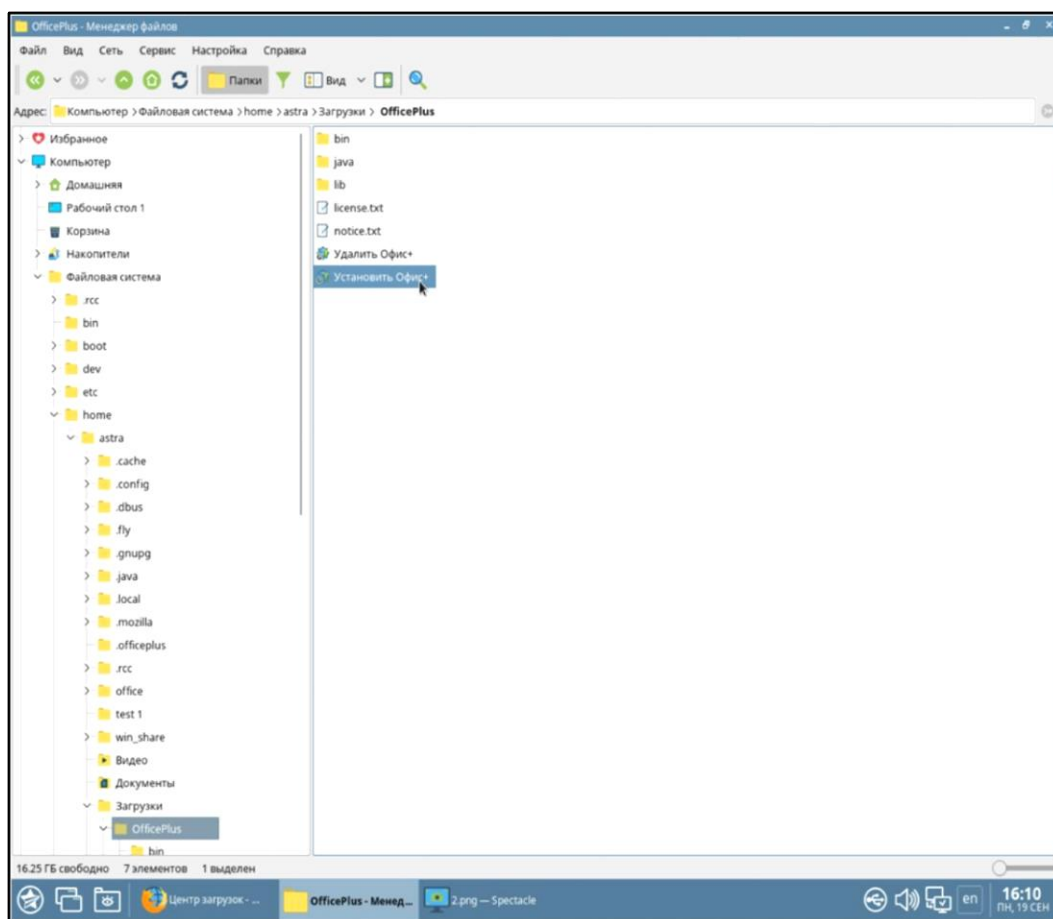 OfficePlus - Менеджер файлов
Файл Вид Сеть Сервис Настройка Справка
Папки Вид
Адрес: Компьютер > Файловая система > home > astra > Загрузки > OfficePlus
Избранное
Компьютер
Домашняя
Рабочий стол 1
Корзина
Накопители
Файловая система
.rcc
bin
boot
dev
etc
home
astra
.cache
.config
.dbus
.fly
.gnupg
.java
.local
.mozilla
.officeplus
.rcc
office
test 1
win_share
Видео
Документы
Загрузки
OfficePlus
bin
bin
java
lib
license.txt
notice.txt
Удалить Офис+
Установить Офис+
16.25 ГБ свободно 7 элементов 1 выделен
Центр загрузок - ...
OfficePlus - Менед...
2.png — Spectacle
en
16:10
ПН, 19 СЕН